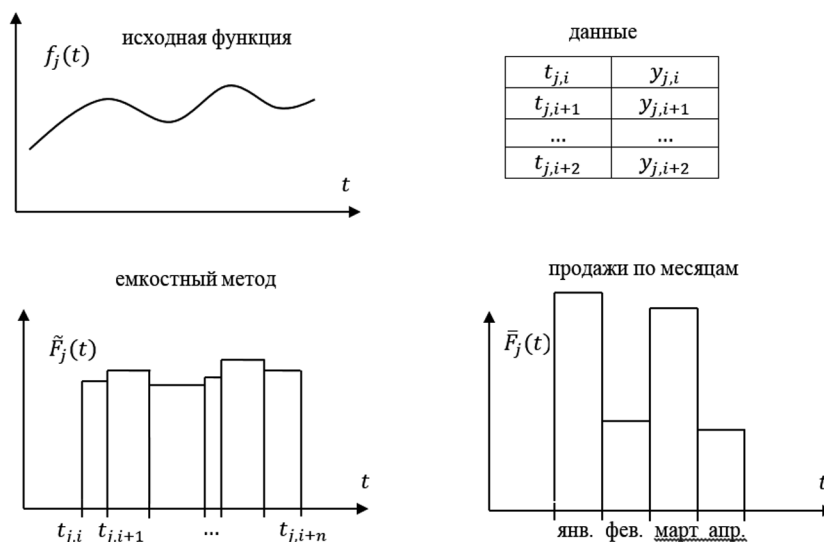 исходная функция
f_j(t)
t
данные
t_{j,i} y_{j,i}
t_{j,i+1} y_{j,i+1}
... ...
t_{j,i+2} y_{j,i+2}
емкостный метод
F̃_j(t)
t
t_{j,i} t_{j,i+1} ... t_{j,i+n}
продажи по месяцам
F̄_j(t)
t
янв. фев. март апр.